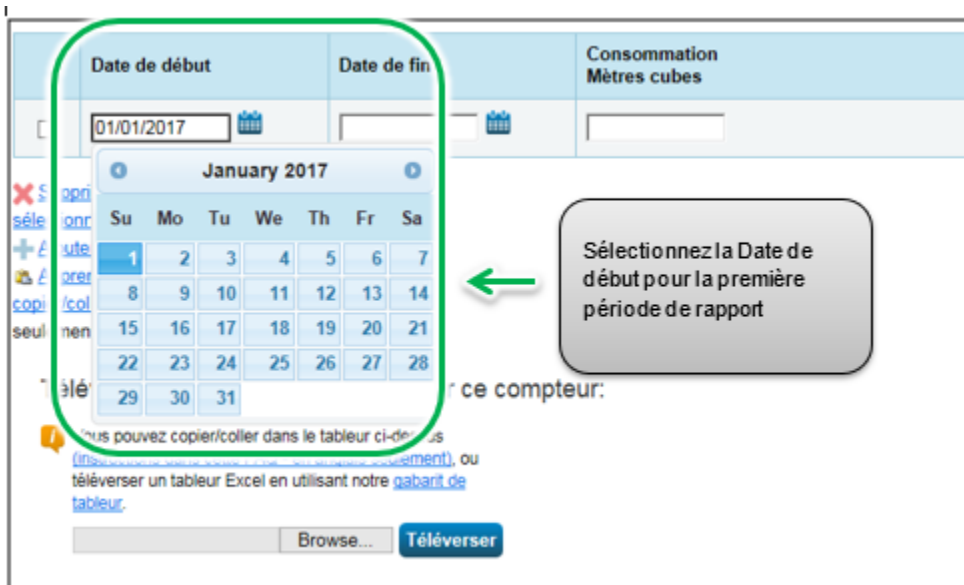 Date de début Date de fin Consommation
Mètres cubes
01/01/2017
January 2017
Su Mo Tu We Th Fr Sa
1 2 3 4 5 6 7
8 9 10 11 12 13 14
15 16 17 18 19 20 21
22 23 24 25 26 27 28
29 30 31
Sélectionnez la Date de
début pour la première
période de rapport
ce compteur:
Vous pouvez copier/coller dans le tableur
ou
téléverser un tableur Excel en utilisant notre gabarit de
tableur.
Browse... Téléverser